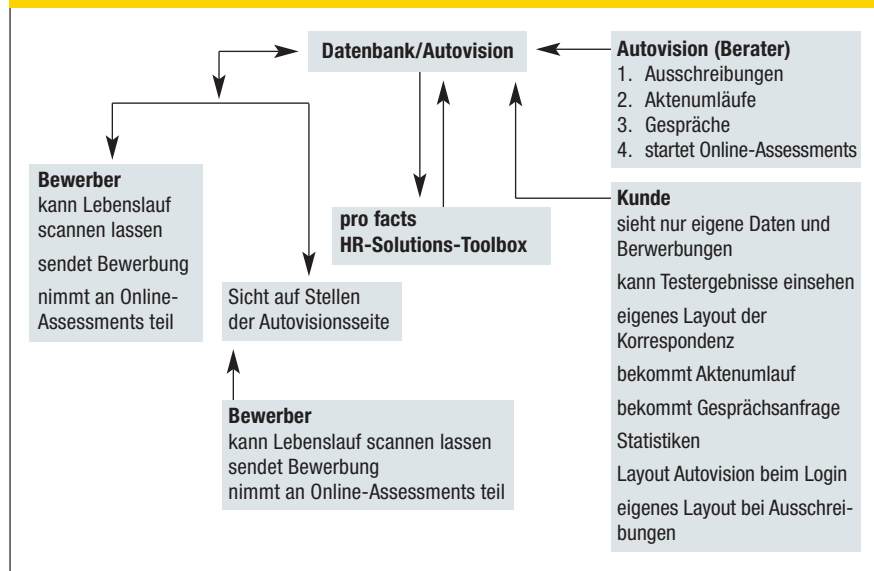 Datenbank/Autovision
Autovision (Berater)
1. Ausschreibungen
2. Aktenumläufe
3. Gespräche
4. startet Online-Assessments
Bewerber
kann Lebenslauf
scannen lassen
sendet Bewerbung
nimmt an Online-
Assessments teil
pro facts
HR-Solutions-Toolbox
Sicht auf Stellen
der Autovisionsseite
Bewerber
kann Lebenslauf scannen lassen
sendet Bewerbung
nimmt an Online-Assessments teil
Kunde
sieht nur eigene Daten und
Berwerbungen
kann Testergebnisse einsehen
eigenes Layout der
Korrespondenz
bekommt Aktenumlauf
bekommt Gesprächsanfrage
Statistiken
Layout Autovision beim Login
eigenes Layout bei Ausschrei-
bungen